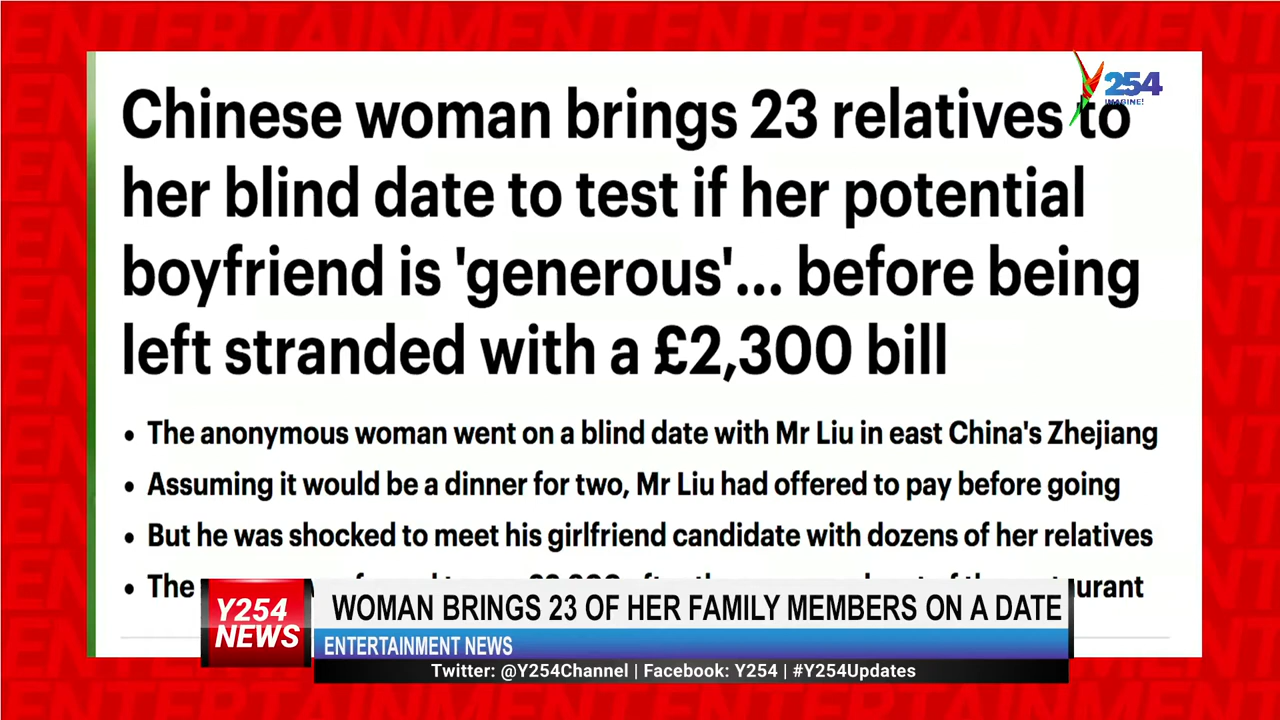 Y254
IMAGINE!
Chinese woman brings 23 relatives to
her blind date to test if her potential
boyfriend is 'generous'... before being
left stranded with a £2,300 bill
• The anonymous woman went on a blind date with Mr Liu in east China's Zhejiang
• Assuming it would be a dinner for two, Mr Liu had offered to pay before going
• But he was shocked to meet his girlfriend candidate with dozens of her relatives
• The
Y254
NEWS
WOMAN BRINGS 23 OF HER FAMILY MEMBERS ON A DATE
ENTERTAINMENT NEWS
Twitter: @Y254Channel | Facebook: Y254 | #Y254Updates